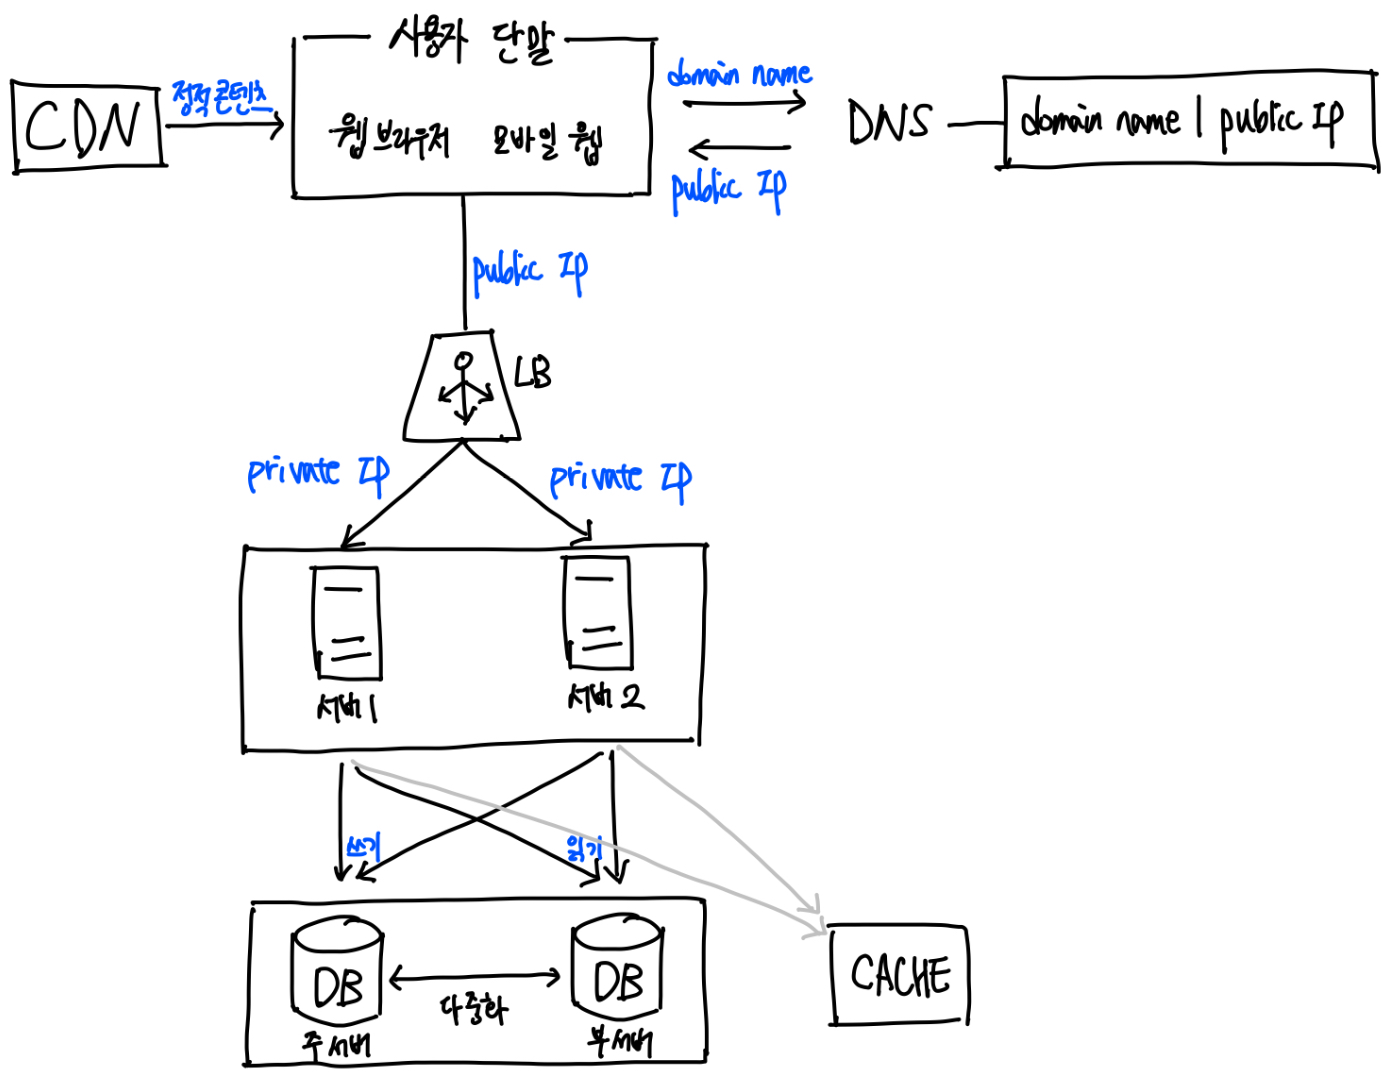 사용자 단말
CDN
정적 콘텐츠
웹 브라우저 모바일 웹
domain name
public IP
DNS
domain name | public IP
public IP
LB
private IP
private IP
서버 1
서버 2
쓰기
읽기
DB
주 서버
다중화
DB
부 서버
CACHE